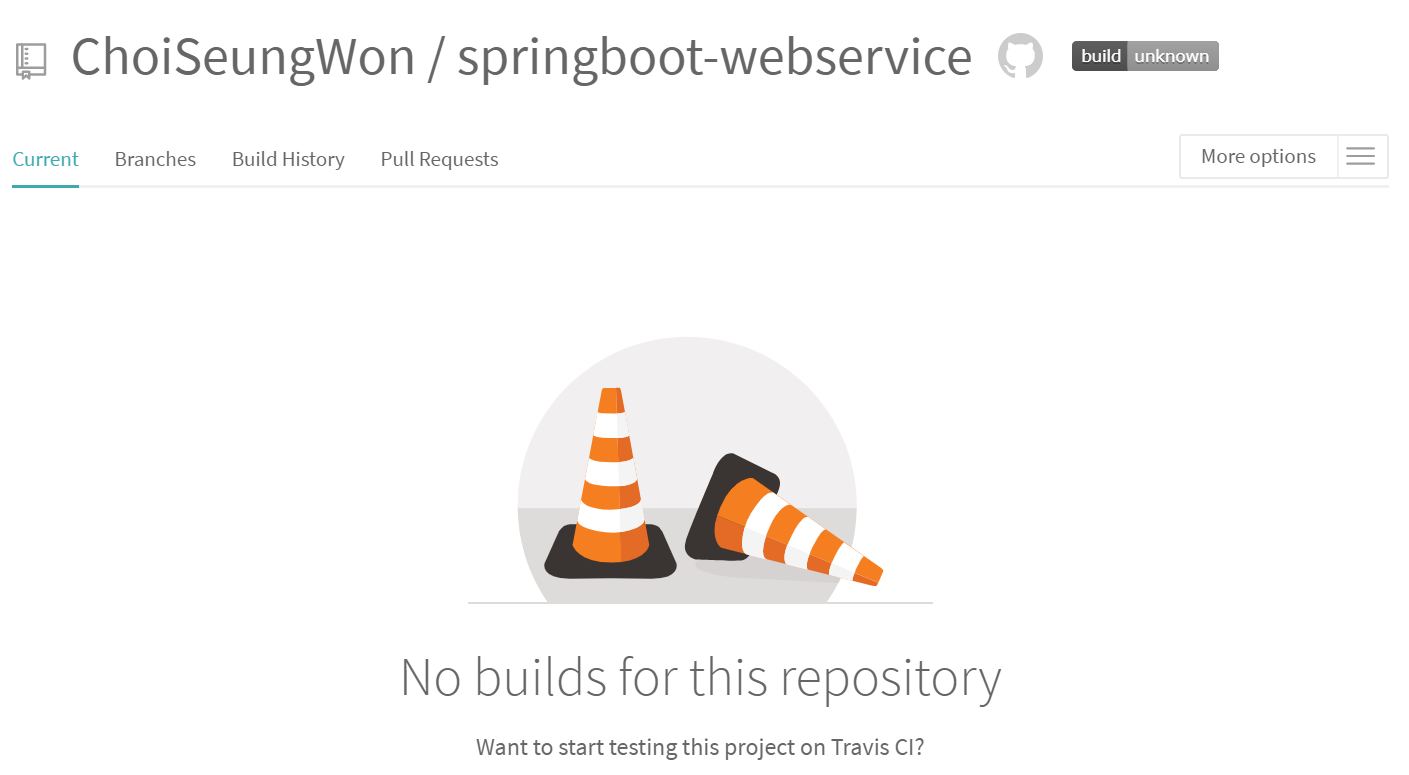 ChoiSeungWon / springboot-webservice build unknown
Current Branches Build History Pull Requests More options
No builds for this repository
Want to start testing this project on Travis CI?